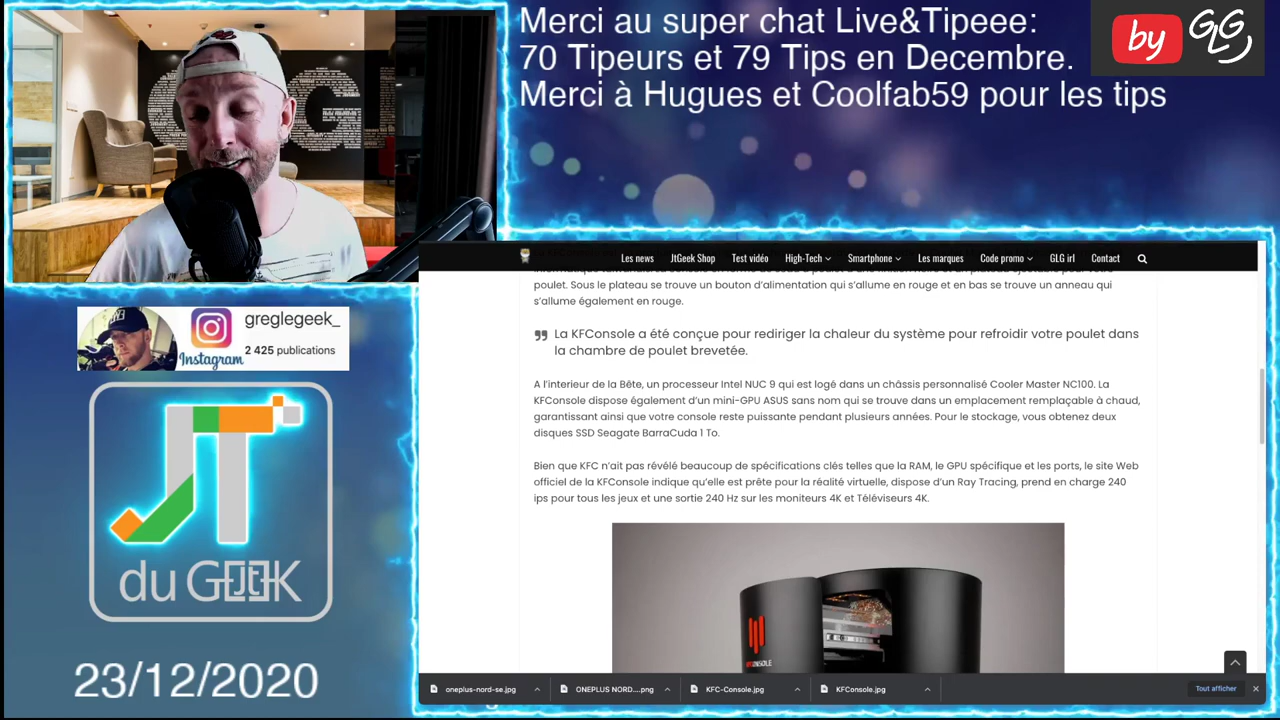 Merci au super chat Live&Tipeee:
70 Tipeurs et 79 Tips en Decembre.
Merci à Hugues et Comfab59 pour les tips
by GLG
greglegeek_
Instagram
2 425 publications
JT
du GEEK
23/12/2020
Les news JtGeek Shop Test vidéo High-Tech Smartphone Les marques Code promo GLG irl Contact
poulet. Sous le plateau se trouve un bouton d'alimentation qui s'allume en rouge et en bas se trouve un anneau qui
s'allume également en rouge.
La KFConsole a été conçue pour rediriger la chaleur du système pour refroidir votre poulet dans
la chambre de poulet brevetée.
A l'interieur de la Bête, un processeur Intel NUC 9 qui est logé dans un châssis personnalisé Cooler Master NC100. La
KFConsole dispose également d'un mini-GPU ASUS sans nom qui se trouve dans un emplacement remplaçable à chaud,
garantissant ainsi que votre console reste puissante pendant plusieurs années. Pour le stockage, vous obtenez deux
disques SSD Seagate BarraCuda 1 To.
Bien que KFC n'ait pas révélé beaucoup de spécifications clés telles que la RAM, le GPU spécifique et les ports, le site Web
officiel de la KFConsole indique qu'elle est prête pour la réalité virtuelle, dispose d'un Ray Tracing, prend en charge 240
ips pour tous les jeux et une sortie 240 Hz sur les moniteurs 4K et Téléviseurs 4K.
KFCONSOLE
oneplus-nord-se.jpg ONEPLUS NORD....png KFC-Console.jpg KFConsole.jpg Tout afficher